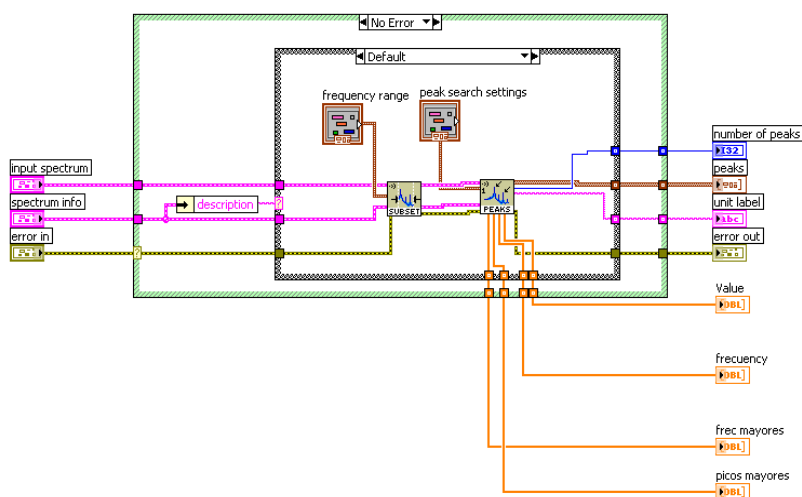 No Error
Default
frequency range
peak search settings
number of peaks
I32
input spectrum
peaks
spectrum info
description
?
SUBSET
1
PEAKS
unit label
abc
error in
?
error out
Value
DBL
frecuency
DBL
frec mayores
DBL
picos mayores
DBL